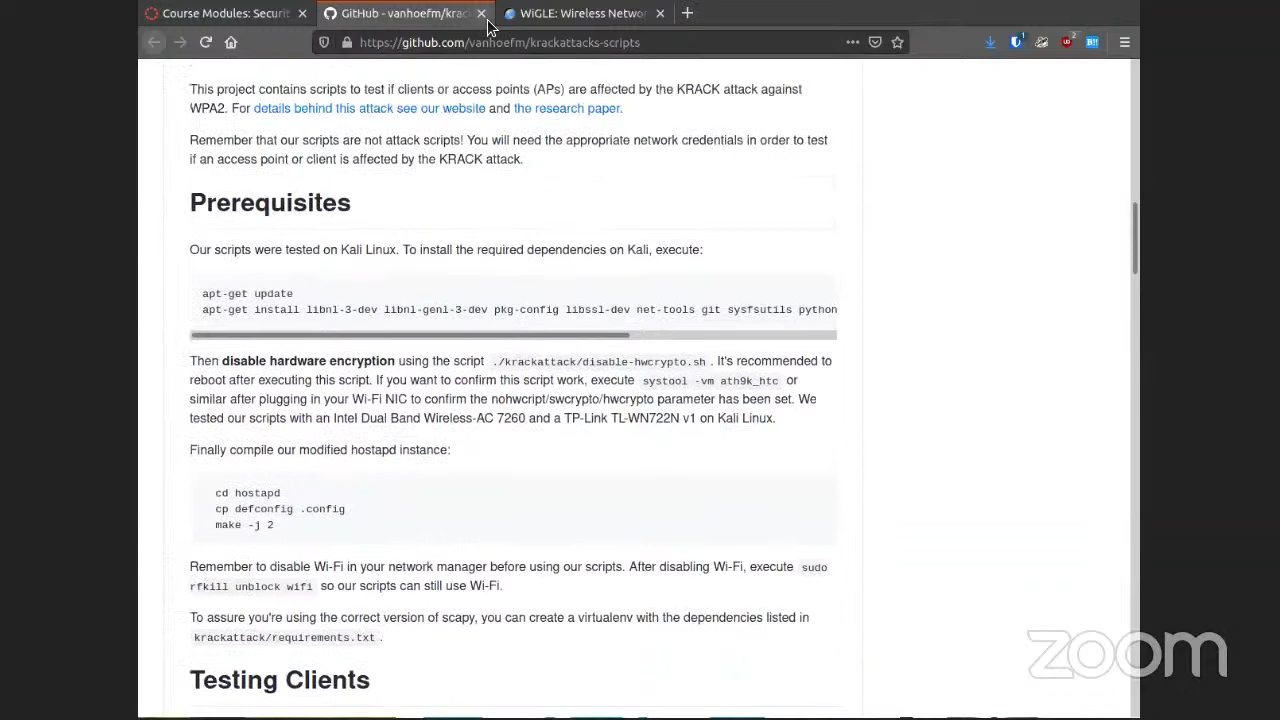 Course Modules: Securit
GitHub - vanhoefm/krac
WiGLE: Wireless Networ
https://github.com/vanhoefm/krackattacks-scripts
This project contains scripts to test if clients or access points (APs) are affected by the KRACK attack against
WPA2. For details behind this attack see our website and the research paper.
Remember that our scripts are not attack scripts! You will need the appropriate network credentials in order to test
if an access point or client is affected by the KRACK attack.
Prerequisites
Our scripts were tested on Kali Linux. To install the required dependencies on Kali, execute:
apt-get update
apt-get install libnl-3-dev libnl-genl-3-dev pkg-config libssl-dev net-tools git sysfsutils python
Then disable hardware encryption using the script ./krackattack/disable-hwcrypto.sh . It's recommended to
reboot after executing this script. If you want to confirm this script work, execute systool -vm ath9k_htc or
similar after plugging in your Wi-Fi NIC to confirm the nohwcript/swcrypto/hwcrypto parameter has been set. We
tested our scripts with an Intel Dual Band Wireless-AC 7260 and a TP-Link TL-WN722N v1 on Kali Linux.
Finally compile our modified hostapd instance:
cd hostapd
cp defconfig .config
make -j 2
Remember to disable Wi-Fi in your network manager before using our scripts. After disabling Wi-Fi, execute sudo
rfkill unblock wifi so our scripts can still use Wi-Fi.
To assure you're using the correct version of scapy, you can create a virtualenv with the dependencies listed in
krackattack/requirements.txt .
Testing Clients
zoom